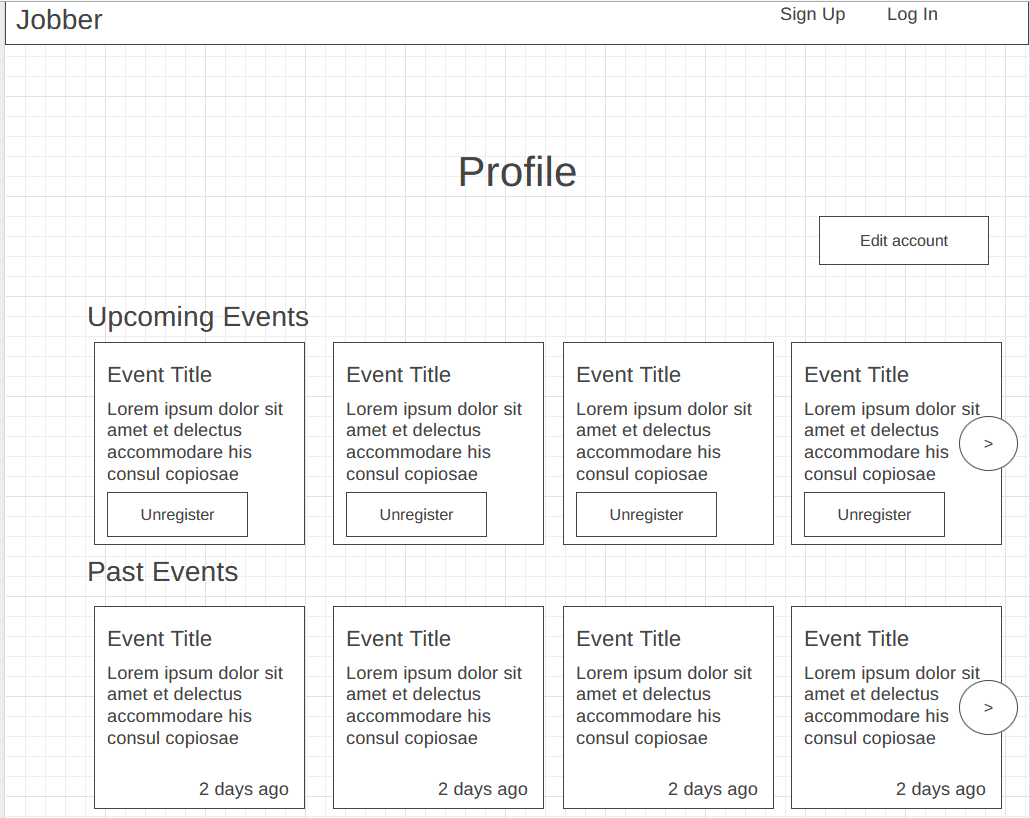 Jobber
Sign Up
Log In
Profile
Edit account
Upcoming Events
Event Title
Lorem ipsum dolor sit
amet et delectus
accommodare his
consul copiosae
Unregister
Event Title
Lorem ipsum dolor sit
amet et delectus
accommodare his
consul copiosae
Unregister
Event Title
Lorem ipsum dolor sit
amet et delectus
accommodare his
consul copiosae
Unregister
Event Title
Lorem ipsum dolor sit
amet et delectus
accommodare his
consul copiosae
Unregister
>
Past Events
Event Title
Lorem ipsum dolor sit
amet et delectus
accommodare his
consul copiosae
2 days ago
Event Title
Lorem ipsum dolor sit
amet et delectus
accommodare his
consul copiosae
2 days ago
Event Title
Lorem ipsum dolor sit
amet et delectus
accommodare his
consul copiosae
2 days ago
Event Title
Lorem ipsum dolor sit
amet et delectus
accommodare his
consul copiosae
2 days ago
>